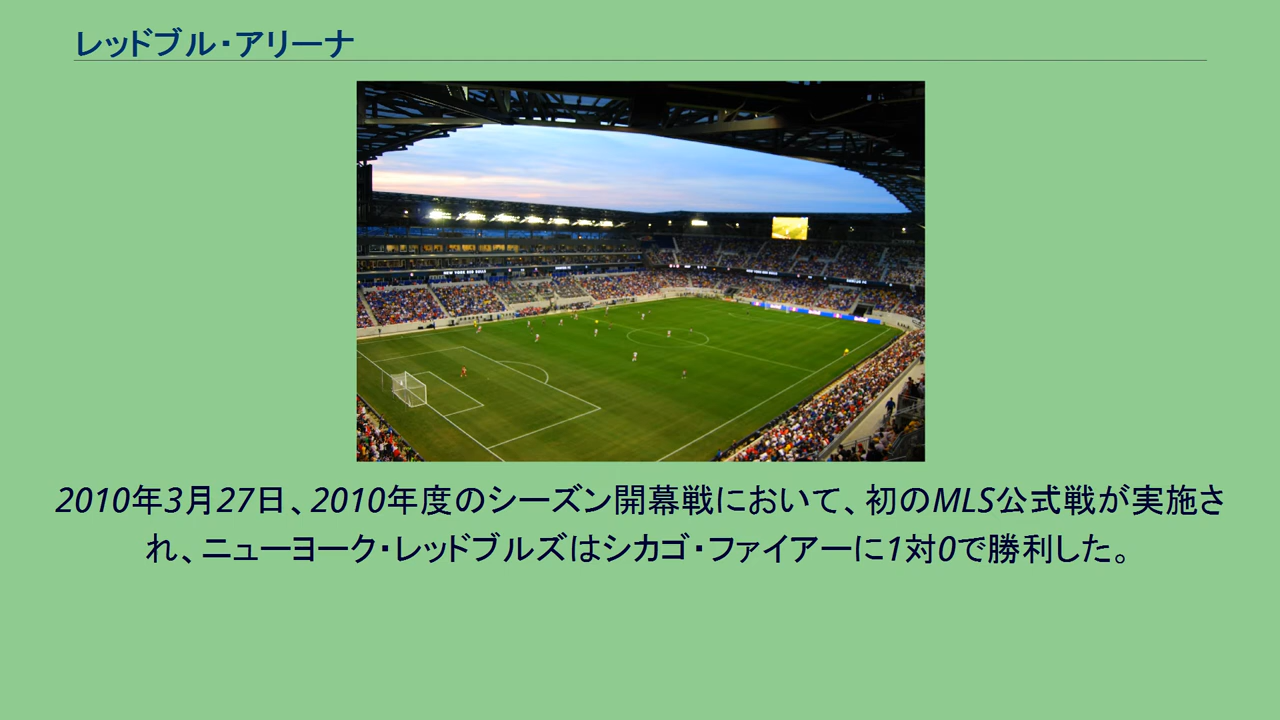 レッドブル・アリーナ
NEW YORK RED BULLS
2010年3月27日、2010年度のシーズン開幕戦において、初のMLS公式戦が実施さ
れ、ニューヨーク・レッドブルズはシカゴ・ファイアーに1対0で勝利した。